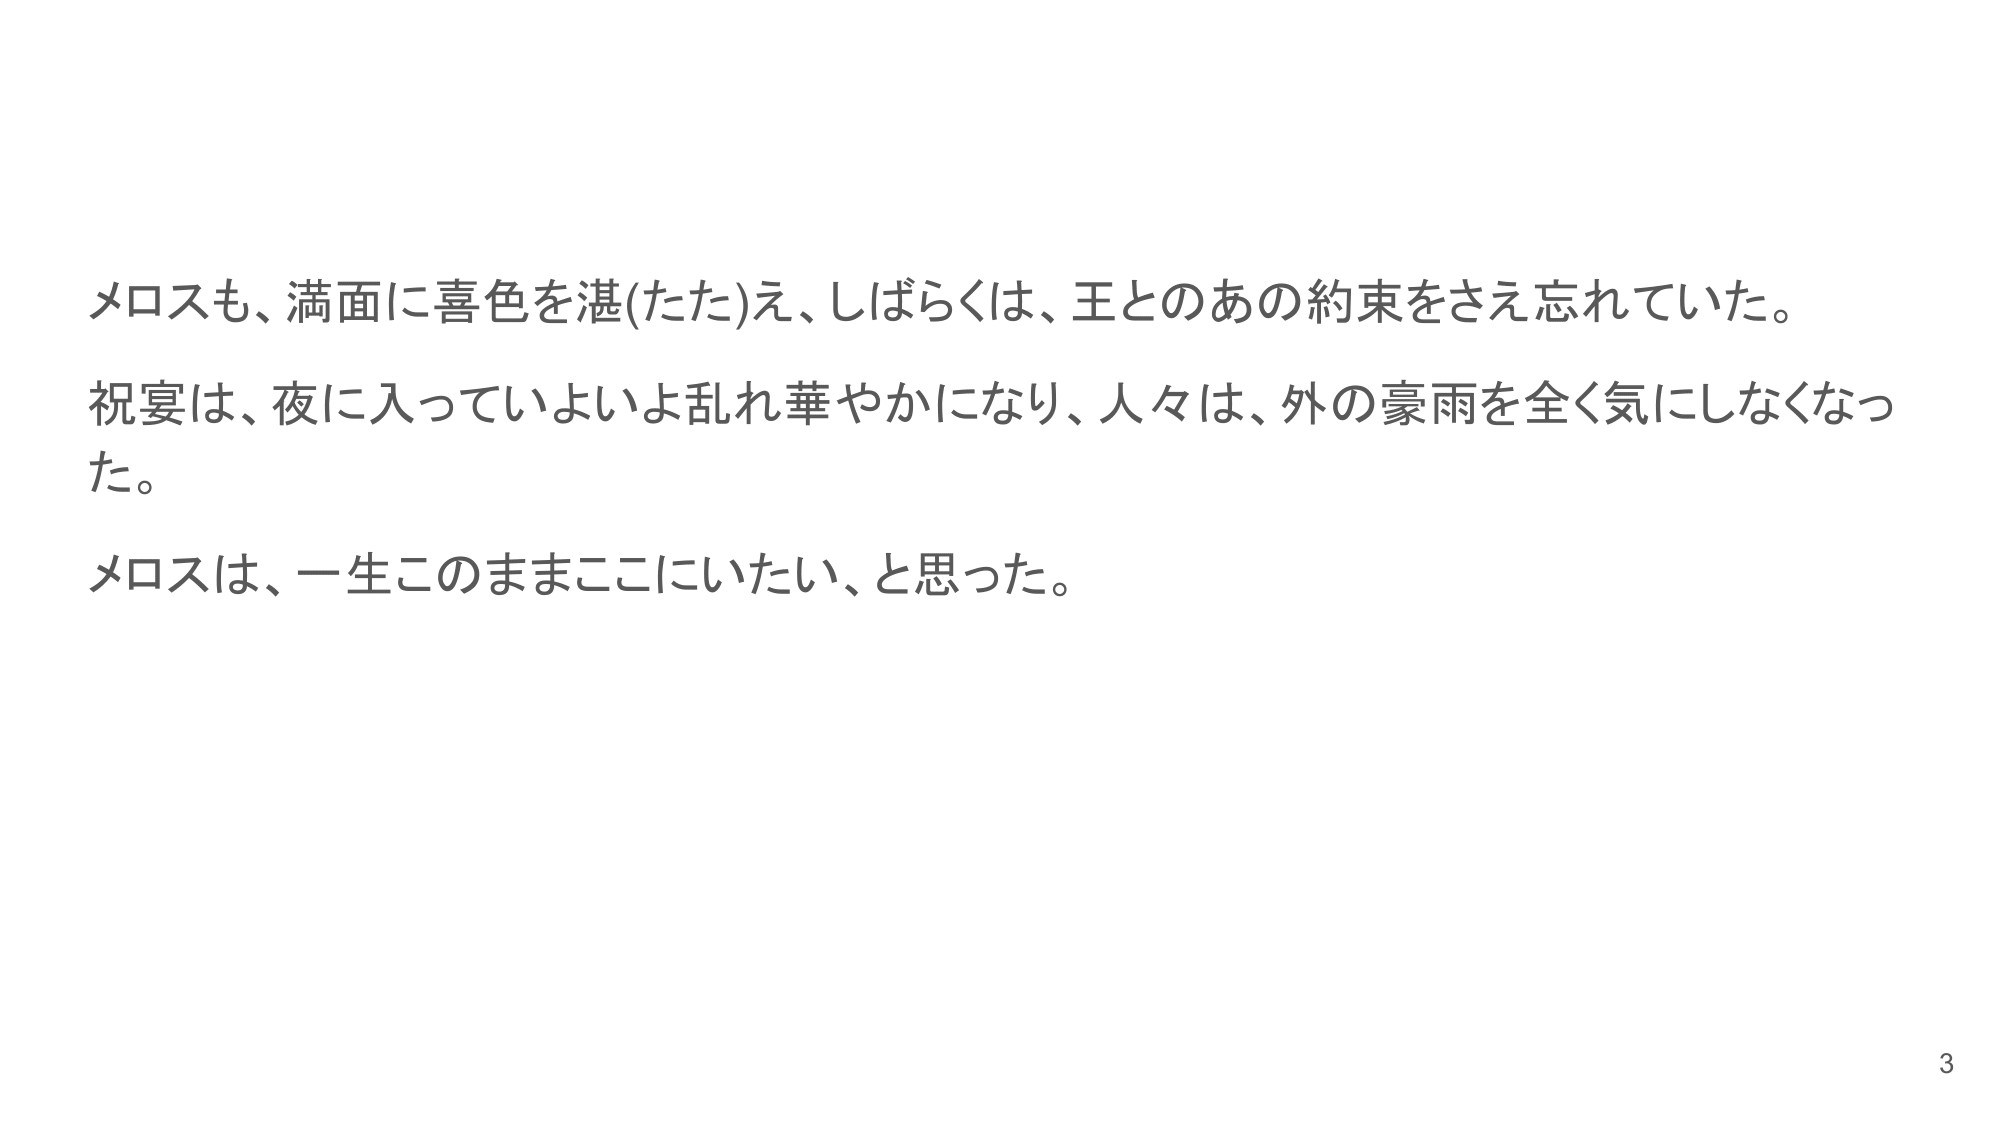 メロスも、満面に喜色を湛(たた)え、しばらくは、王とのあの約束をさえ忘れていた。
祝宴は、夜に入っていよいよ乱れ華やかになり、人々は、外の豪雨を全く気にしなくなっ
た。
メロスは、一生このままここにいたい、と思った。
3